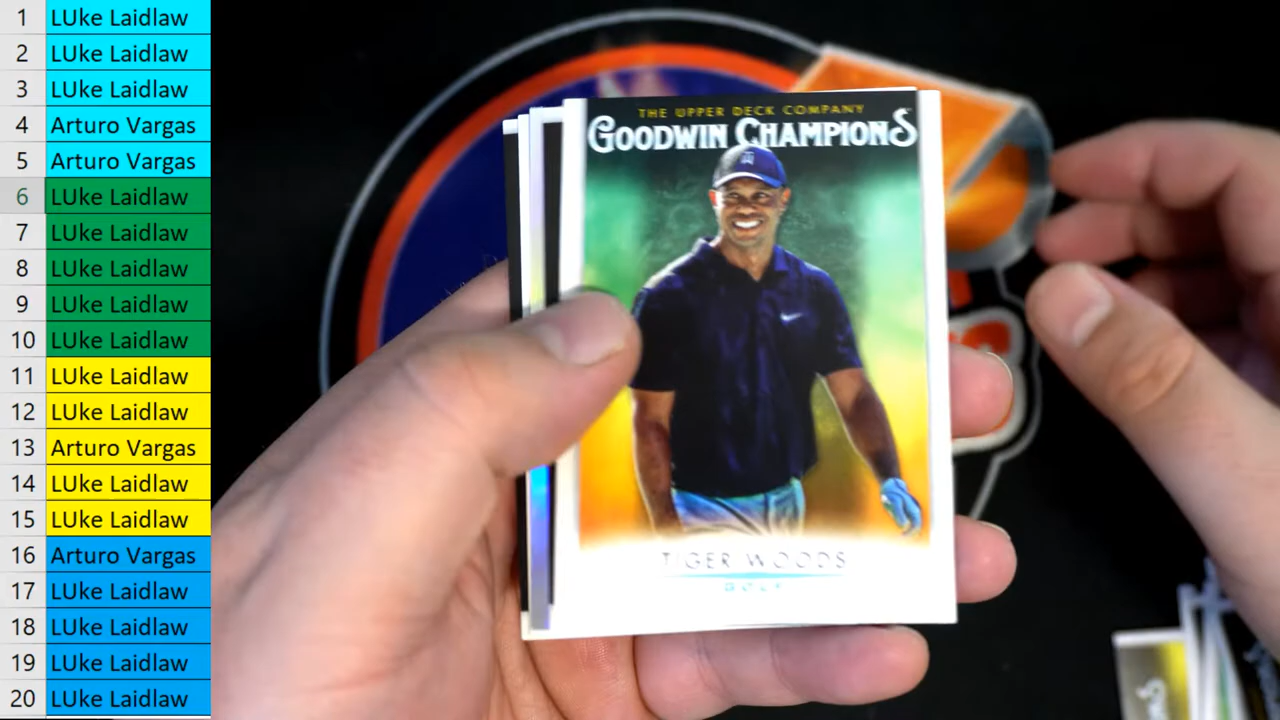 1 LUke Laidlaw
2 LUke Laidlaw
3 LUke Laidlaw
4 Arturo Vargas
5 Arturo Vargas
6 LUke Laidlaw
7 LUke Laidlaw
8 LUke Laidlaw
9 LUke Laidlaw
10 LUke Laidlaw
11 LUke Laidlaw
12 LUke Laidlaw
13 Arturo Vargas
14 LUke Laidlaw
15 LUke Laidlaw
16 Arturo Vargas
17 LUke Laidlaw
18 LUke Laidlaw
19 LUke Laidlaw
20 LUke Laidlaw
THE UPPER DECK COMPANY
GOODWIN CHAMPIONS
TIGER WOODS
GOLF